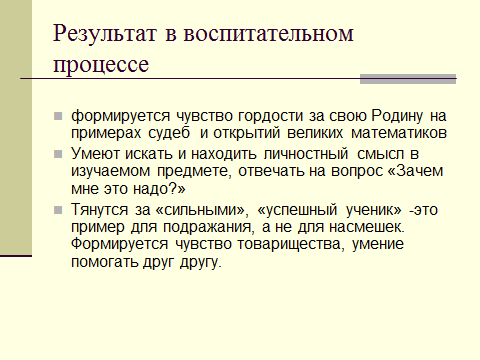 Результат в воспитательном
процессе
формируется чувство гордости за свою Родину на
примерах судеб и открытий великих математиков
Умеют искать и находить личностный смысл в
изучаемом предмете, отвечать на вопрос «Зачем
мне это надо?»
Тянутся за «сильными», «успешный ученик» -это
пример для подражания, а не для насмешек.
Формируется чувство товарищества, умение
помогать друг другу.